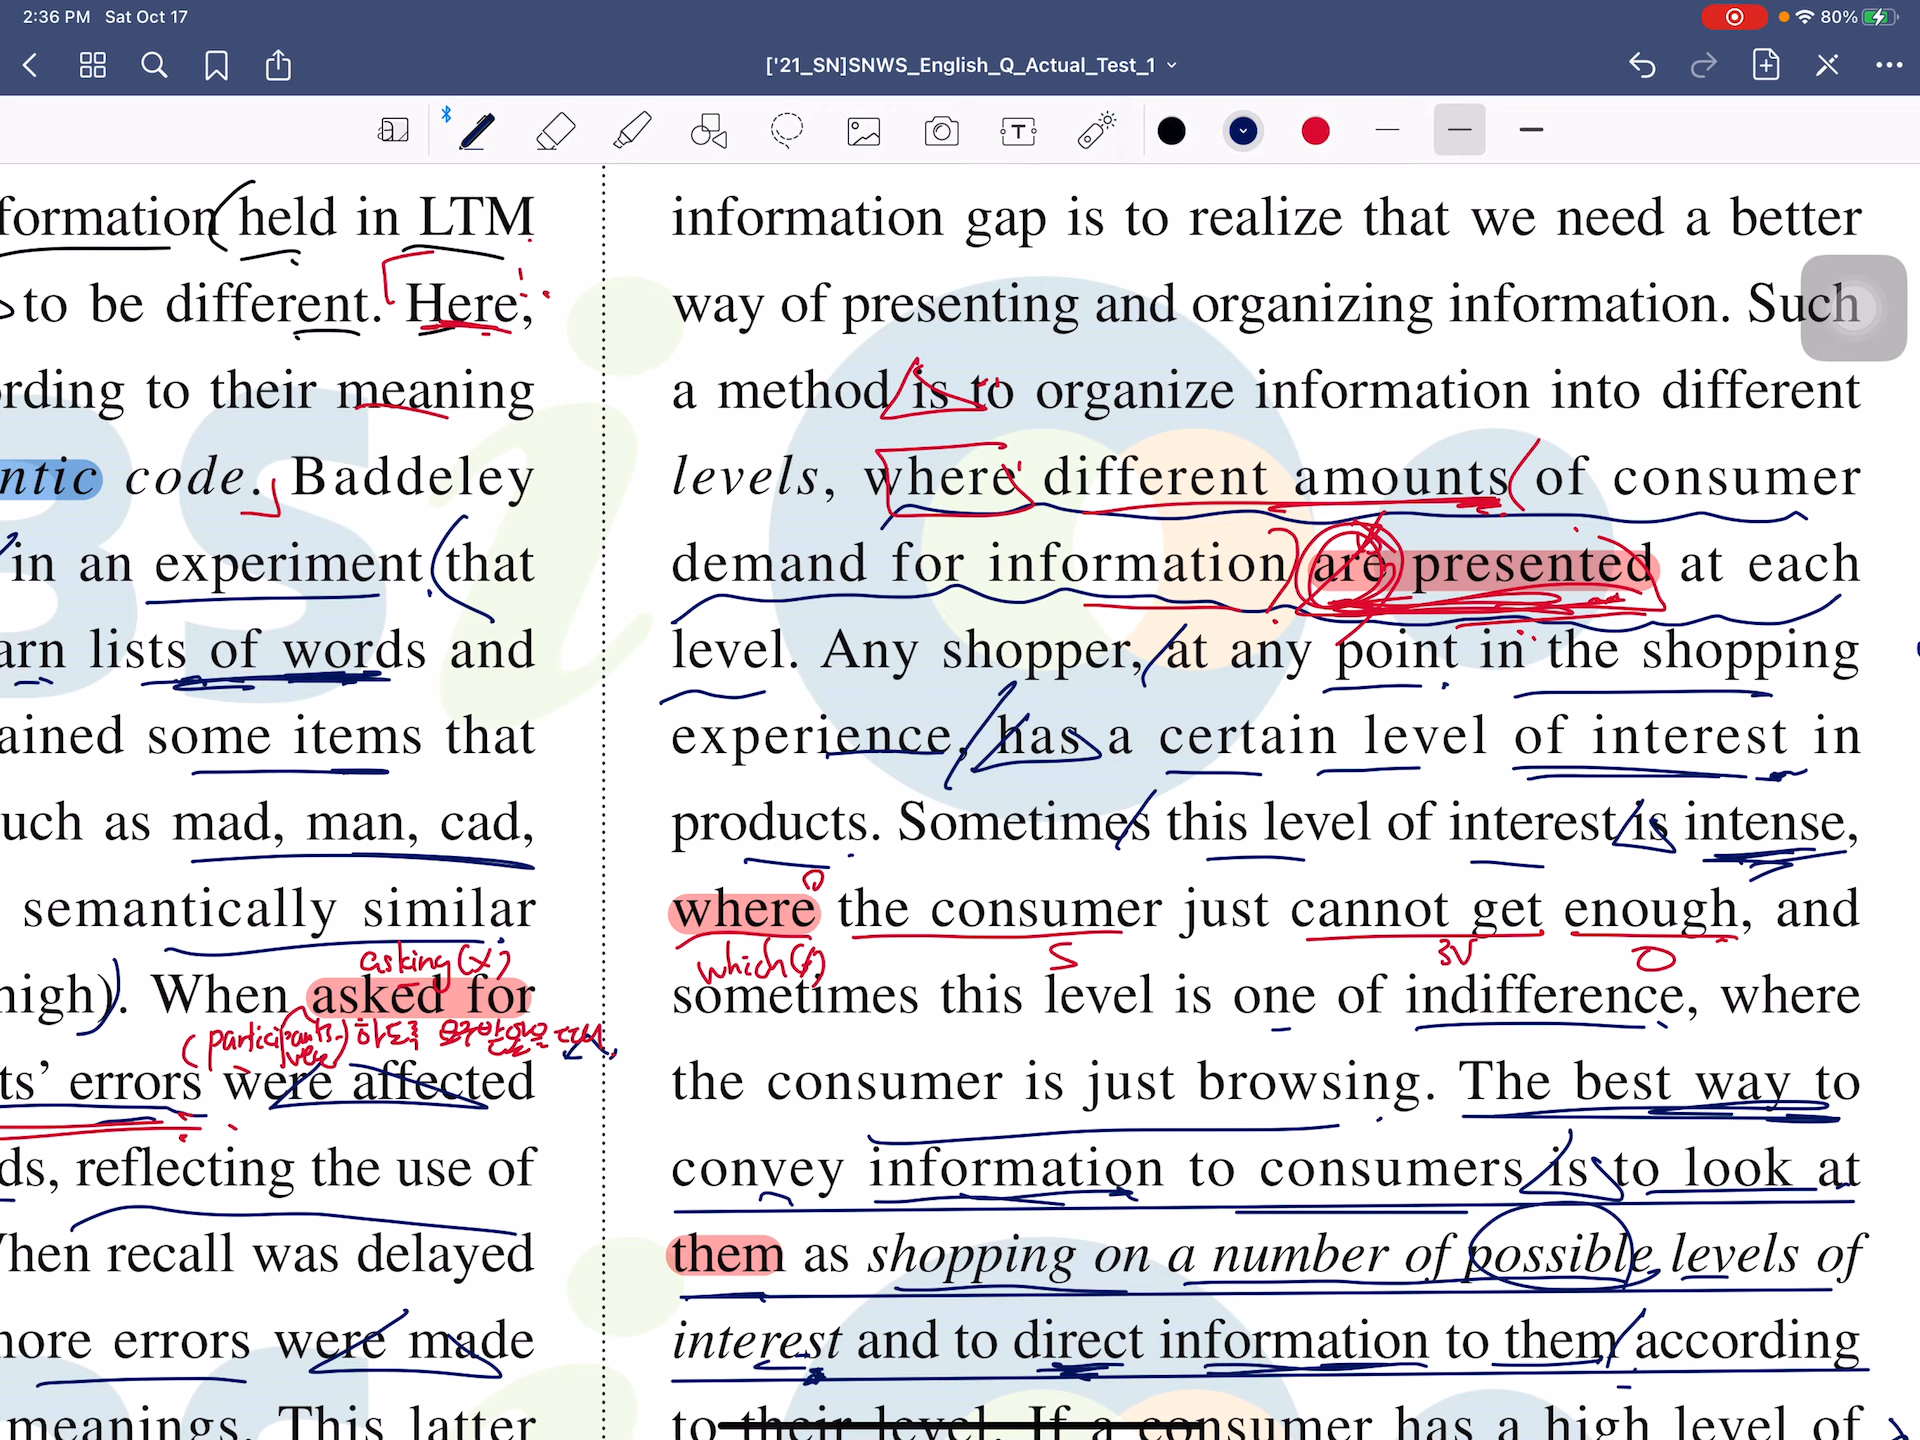 2:36 PM Sat Oct 17
80%
['21_SN]SNWS_English_Q_Actual_Test_1
T
formation (held in LTM
to be different. Here,
rding to their meaning
ntic code. Baddeley
in an experiment (that
arn lists of words and
ained some items that
uch as mad, man, cad,
semantically similar
asking(x)
high). When asked for
(participants were) 하도록 요구받았을 때
ts' errors were affected
ds, reflecting the use of
hen recall was delayed
more errors were made
meanings. This latter
information gap is to realize that we need a better
way of presenting and organizing information. Such
a method is to organize information into different
levels, where different amounts of consumer
demand for information are presented at each
level. Any shopper, at any point in the shopping
experience, has a certain level of interest in
products. Sometimes this level of interest is intense,
where the consumer just cannot get enough, and
which S 3V O
sometimes this level is one of indifference, where
the consumer is just browsing. The best way to
convey information to consumers is to look at
them as shopping on a number of possible levels of
interest and to direct information to them according
to their level. If a consumer has a high level of